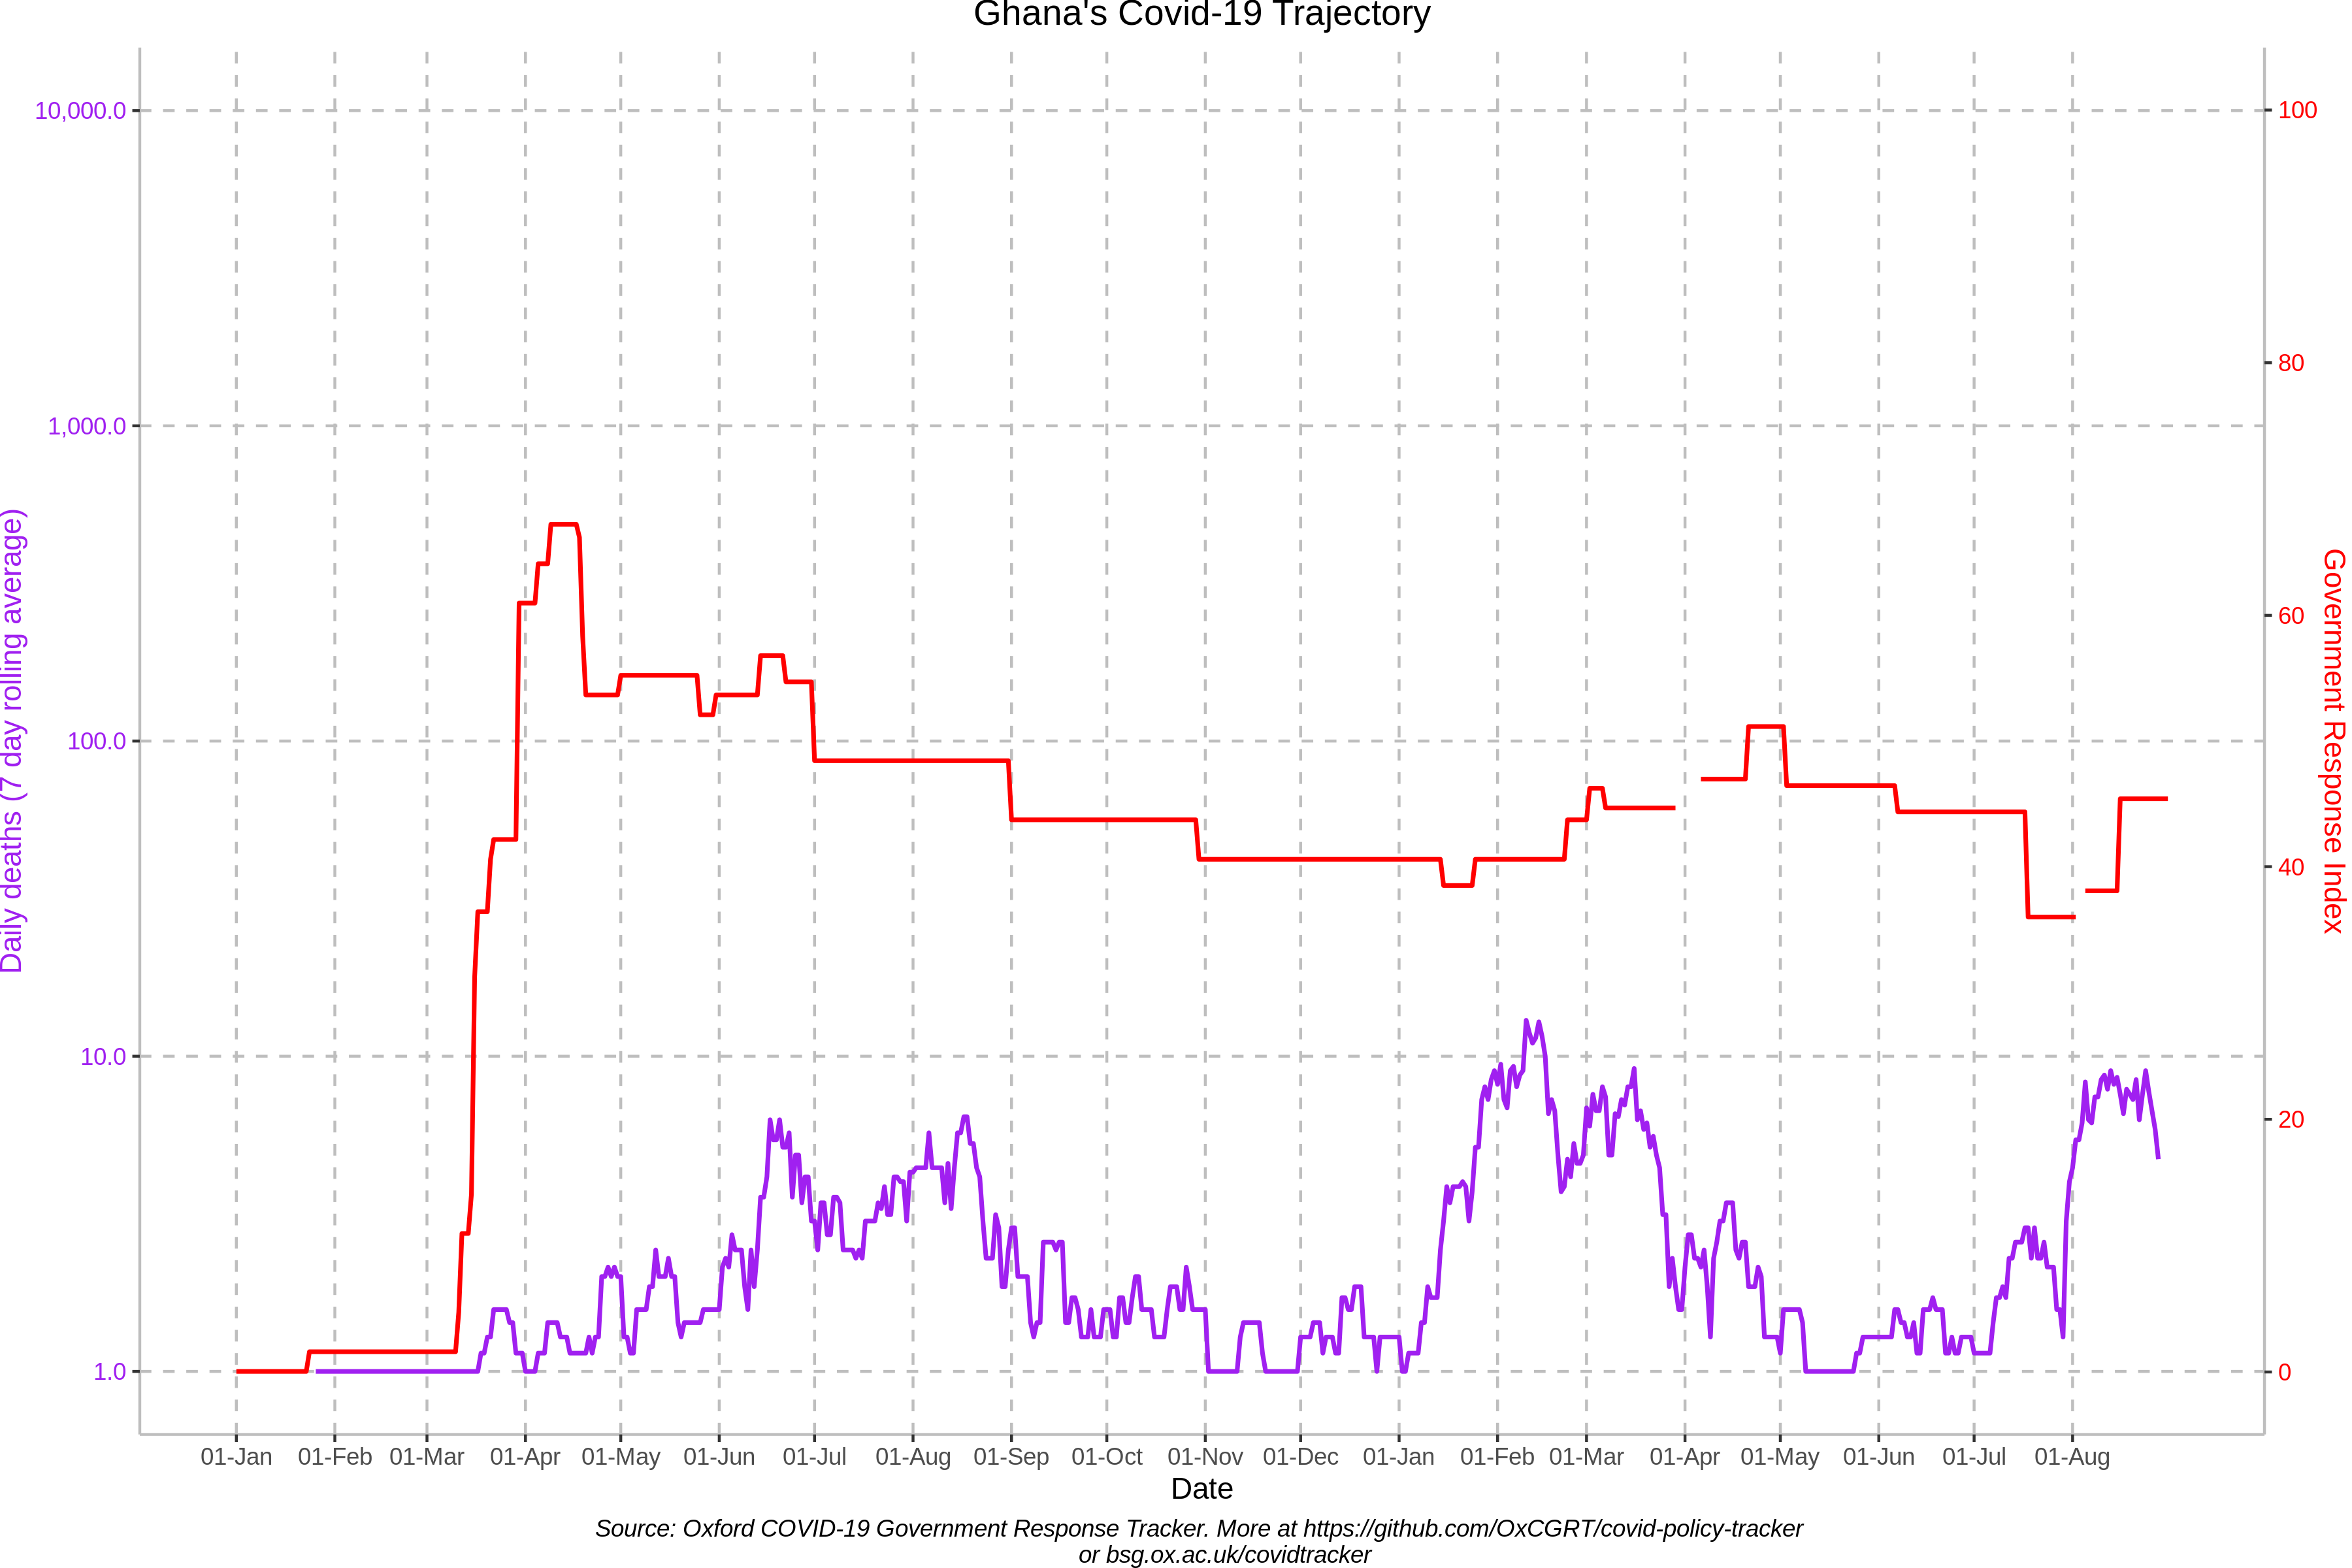 Ghana's Covid-19 Trajectory
10,000.0
1,000.0
100.0
10.0
1.0
Daily deaths (7 day rolling average)
100
80
60
40
20
0
Government Response Index
01-Jan 01-Feb 01-Mar 01-Apr 01-May 01-Jun 01-Jul 01-Aug 01-Sep 01-Oct 01-Nov 01-Dec 01-Jan 01-Feb 01-Mar 01-Apr 01-May 01-Jun 01-Jul 01-Aug
Date
Source: Oxford COVID-19 Government Response Tracker. More at https://github.com/OxCGRT/covid-policy-tracker
or bsg.ox.ac.uk/covidtracker